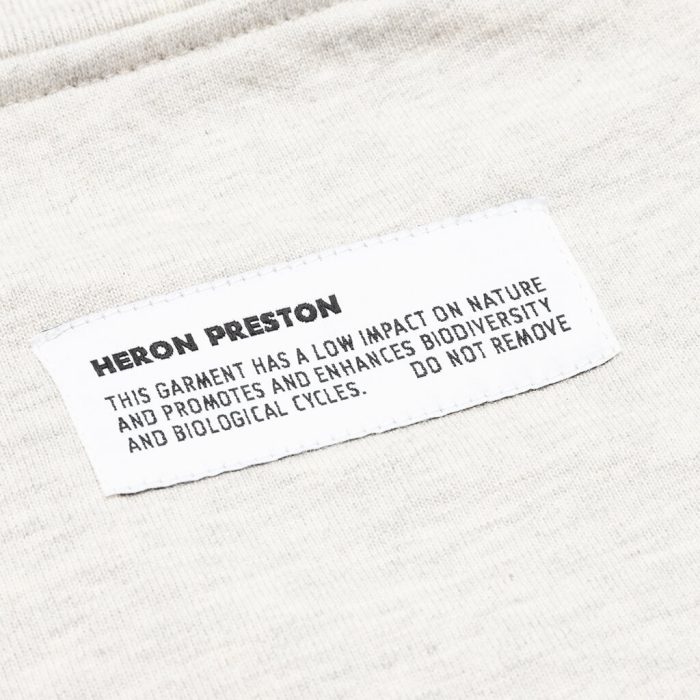 HERON PRESTON
THIS GARMENT HAS A LOW IMPACT ON NATURE
AND PROMOTES AND ENHANCES BIODIVERSITY
AND BIOLOGICAL CYCLES. DO NOT REMOVE